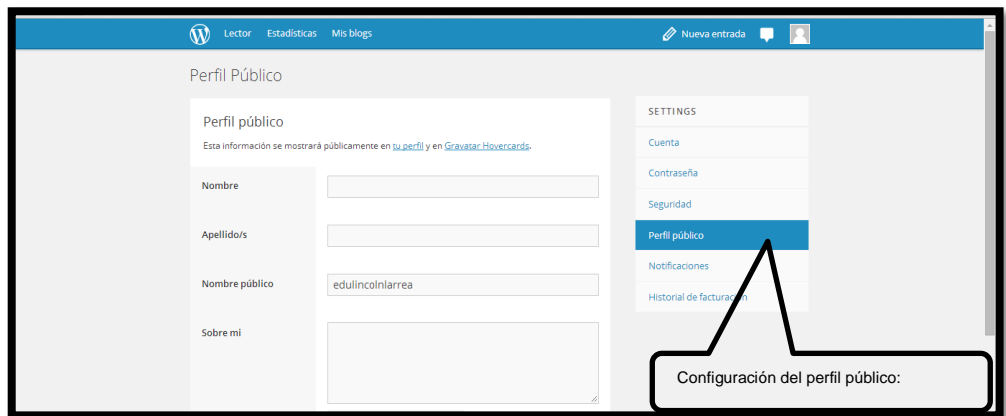 Lector Estadísticas Mis blogs Nueva entrada
Perfil Público
Perfil público
Esta información se mostrará públicamente en tu perfil y en Gravatar Hovercards.
Nombre
Apellido/s
Nombre público edulincolnlarrea
Sobre mi
SETTINGS
Cuenta
Contraseña
Seguridad
Perfil público
Notificaciones
Historial de facturación
Configuración del perfil público: